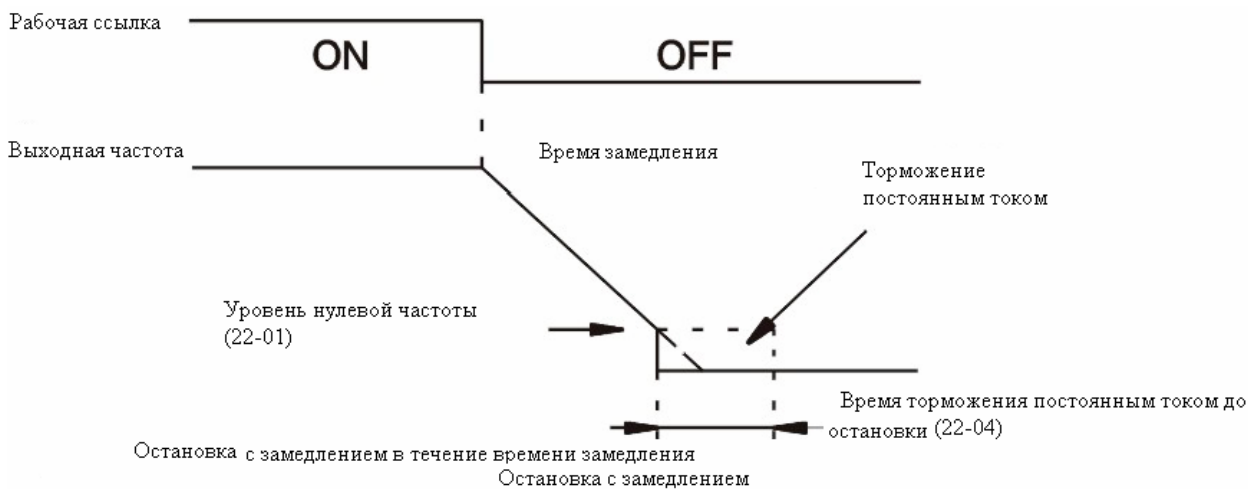 Рабочая ссылка
ON
OFF
Выходная частота
Время замедления
Торможение
постоянным током
Уровень нулевой частоты
(22-01)
Время торможения постоянным током до
остановки (22-04)
Остановка с замедлением в течение времени замедления
Остановка с замедлением